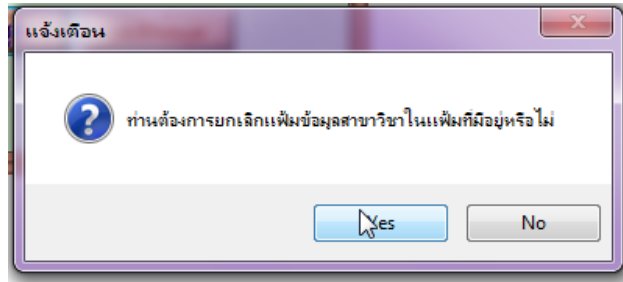 แจ้งเตือน
ท่านต้องการยกเลิกแฟ้มข้อมูลสาขาวิชาในแฟ้มที่มีอยู่หรือไม่
Yes
No